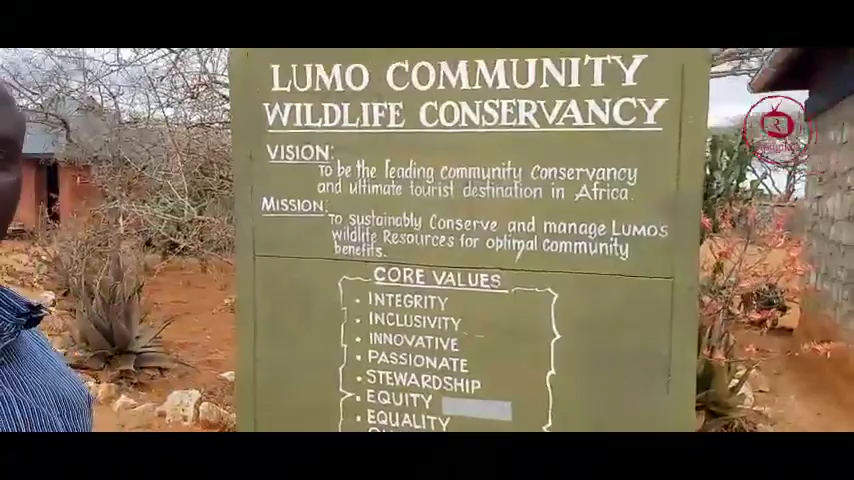 LUMO COMMUNITY
WILDLIFE CONSERVANCY
VISION:
To be the leading community conservancy
and ultimate tourist destination in Africa.
MISSION:
To sustainably conserve and manage LUMOS
wildlife Resources for optimal community
benefits.
CORE VALUES
• INTEGRITY
• INCLUSIVITY
• INNOVATIVE
• PASSIONATE
• STEWARDSHIP
• EQUITY
• EQUALITY